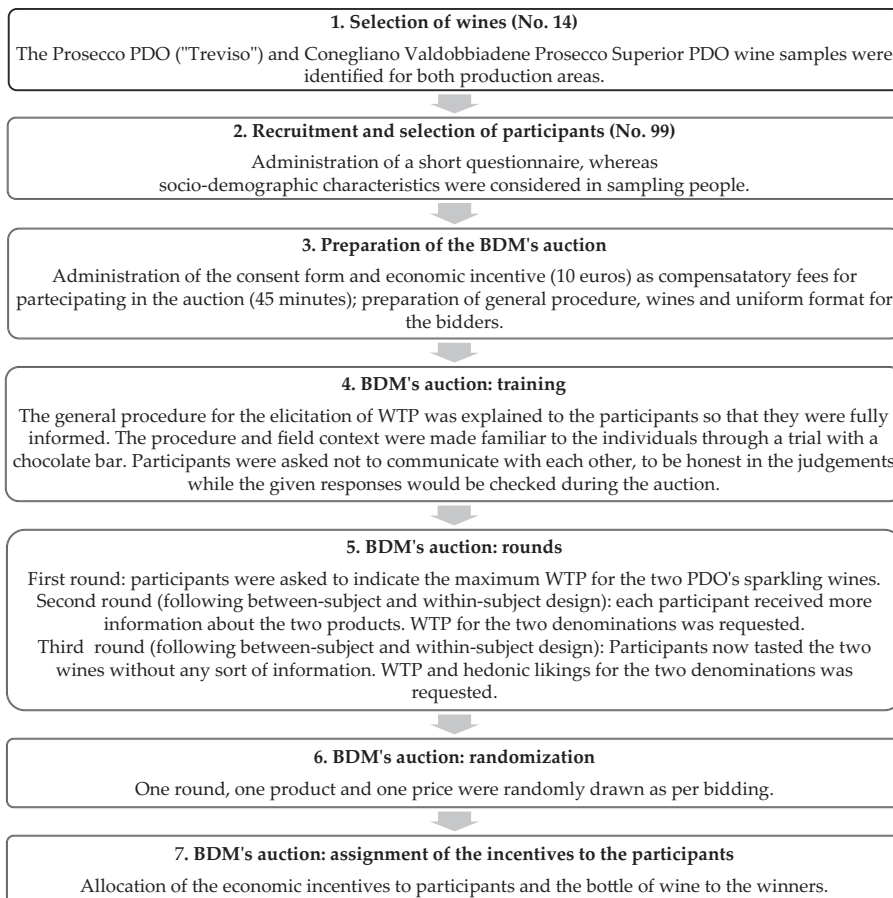 1. Selection of wines (No. 14)
The Prosecco PDO ("Treviso") and Conegliano Valdobbiadene Prosecco Superior PDO wine samples were
identified for both production areas.
2. Recruitment and selection of participants (No. 99)
Administration of a short questionnaire, whereas
socio-demographic characteristics were considered in sampling people.
3. Preparation of the BDM's auction
Administration of the consent form and economic incentive (10 euros) as compensatatory fees for
partecipating in the auction (45 minutes); preparation of general procedure, wines and uniform format for
the bidders.
4. BDM's auction: training
The general procedure for the elicitation of WTP was explained to the participants so that they were fully
informed. The procedure and field context were made familiar to the individuals through a trial with a
chocolate bar. Participants were asked not to communicate with each other, to be honest in the judgements
while the given responses would be checked during the auction.
5. BDM's auction: rounds
First round: participants were asked to indicate the maximum WTP for the two PDO's sparkling wines.
Second round (following between-subject and within-subject design): each participant received more
information about the two products. WTP for the two denominations was requested.
Third round (following between-subject and within-subject design): Participants now tasted the two
wines without any sort of information. WTP and hedonic likings for the two denominations was
requested.
6. BDM's auction: randomization
One round, one product and one price were randomly drawn as per bidding.
7. BDM's auction: assignment of the incentives to the participants
Allocation of the economic incentives to participants and the bottle of wine to the winners.